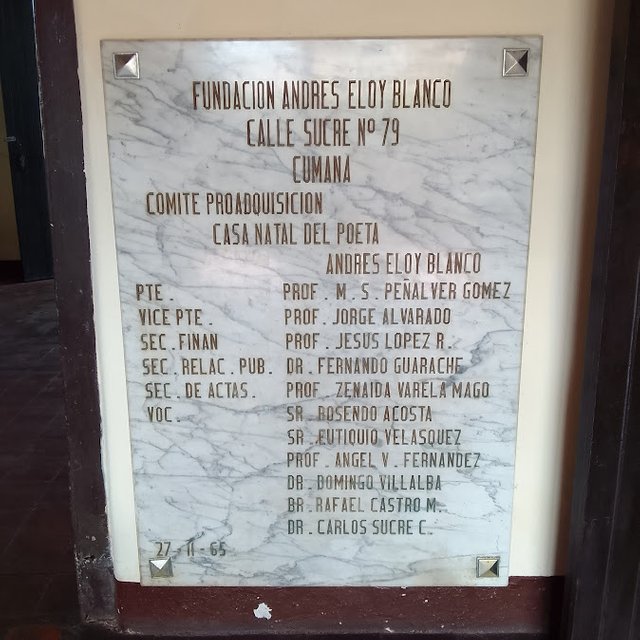 FUNDACION ANDRES ELOY BLANCO
CALLE SUCRE Nº 79
CUMANA
COMITE PROADQUISICION
CASA NATAL DEL POETA
ANDRES ELOY BLANCO
PTE. PROF. M. S. PEÑALVER GOMEZ
VICE PTE. PROF. JORGE ALVARADO
SEC. FINAN PROF. JESUS LOPEZ R.
SEC. RELAC. PUB. DR. FERNANDO GUARACHE
SEC. DE ACTAS. PROF. ZENAIDA VARELA MAGO
VOC. SR. ROSENDO ACOSTA
SR. EUTIQUIO VELASQUEZ
PROF. ANGEL V. FERNANDEZ
DR. DOMINGO VILLALBA
BR. RAFAEL CASTRO M.
DR. CARLOS SUCRE C.
27-11-65